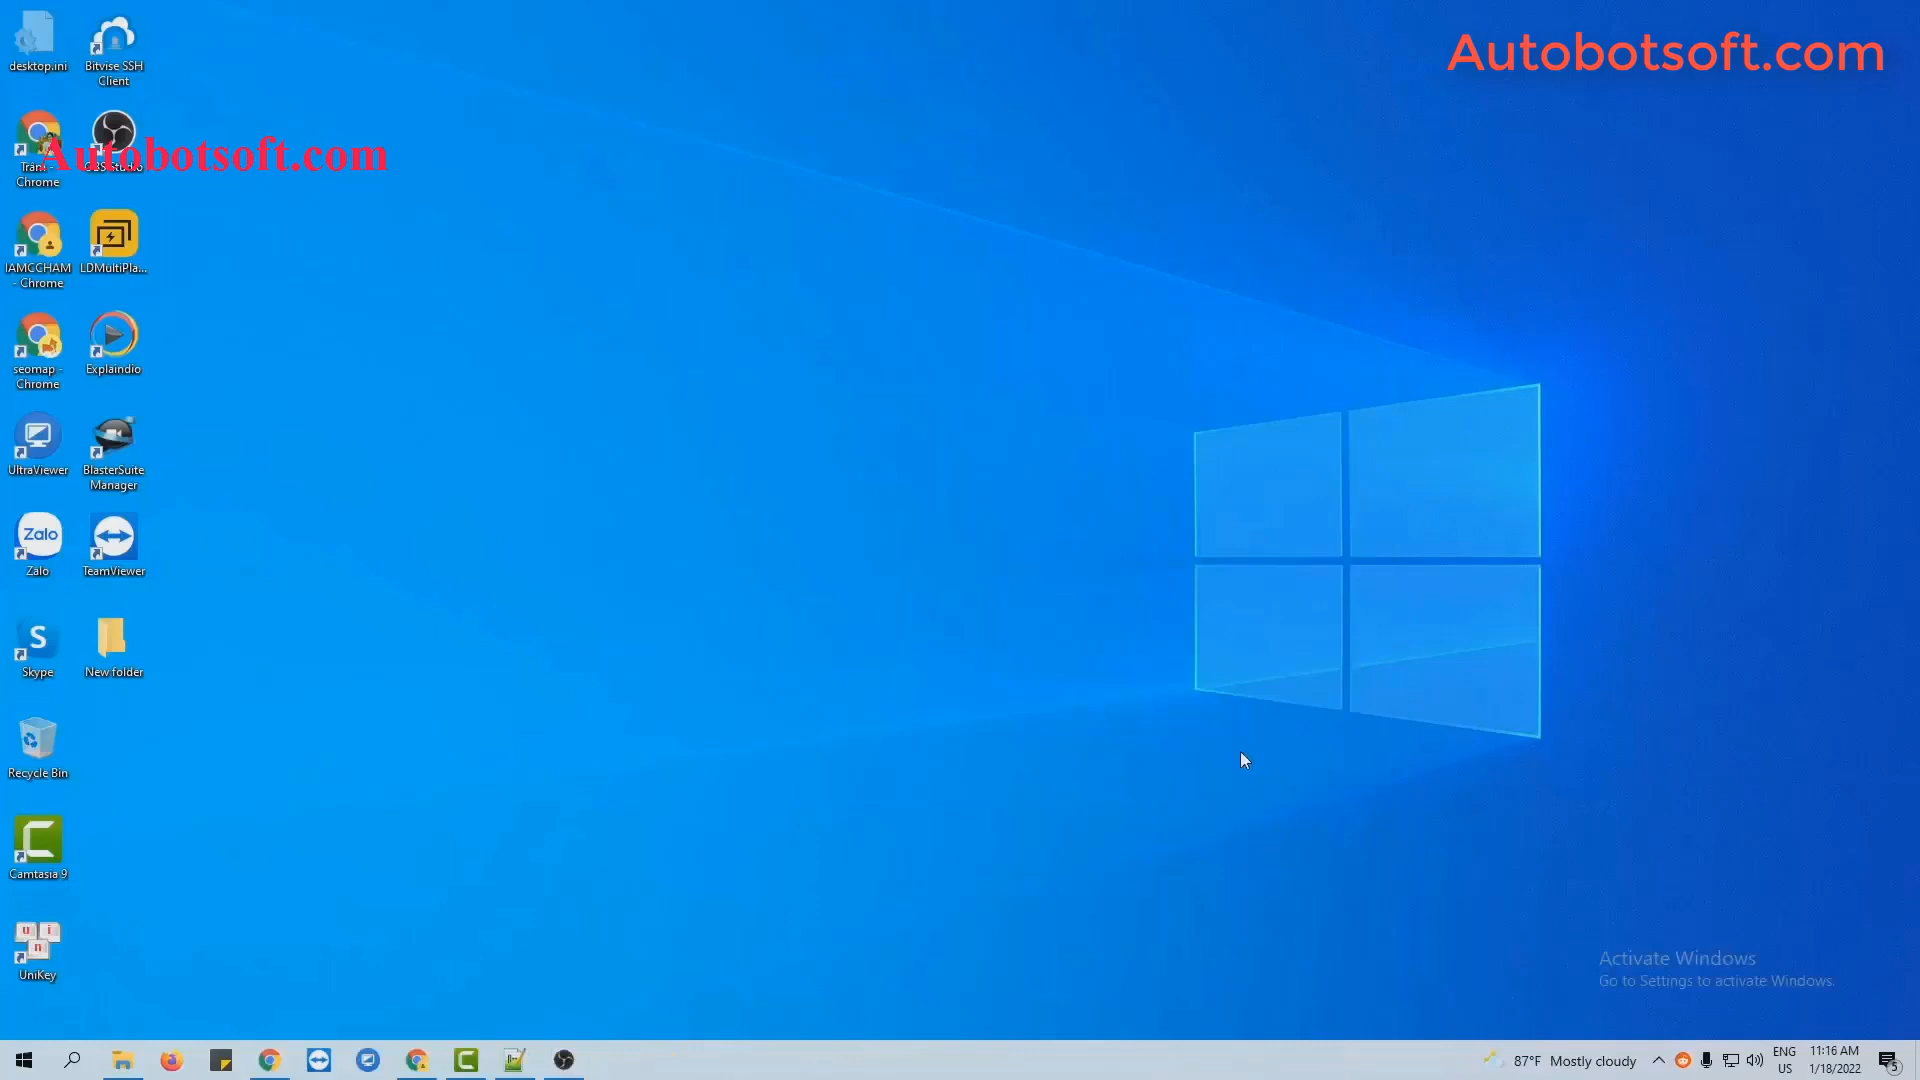 Autobotsoft.com
desktop.ini
Bitvise SSH
Client
Autobotsoft.com
Chrome
IAMCCHAM
- Chrome
LDMultiPla...
seomap -
Chrome
Explaindio
UltraViewer
BlasterSuite
Manager
Zalo
Zalo
TeamViewer
S
Skype
New folder
Recycle Bin
C
Camtasia 9
u i
n
UniKey
Activate Windows
Go to Settings to activate Windows.
87°F Mostly cloudy
ENG
US
11:16 AM
1/18/2022
5